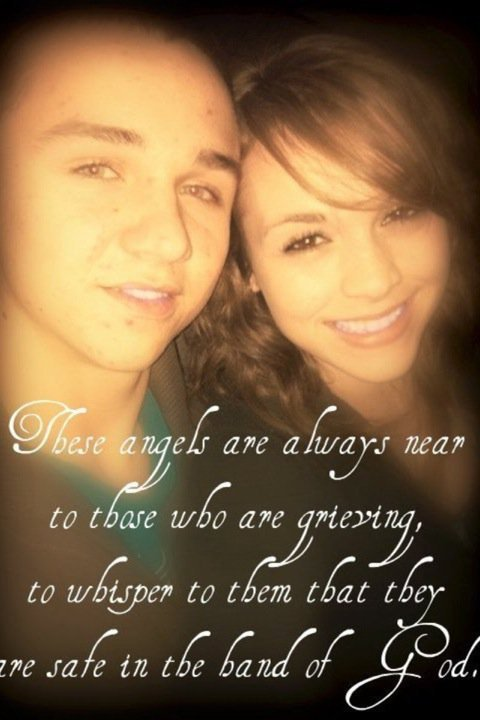 These angels are always near
to those who are grieving,
to whisper to them that they
are safe in the hand of God.